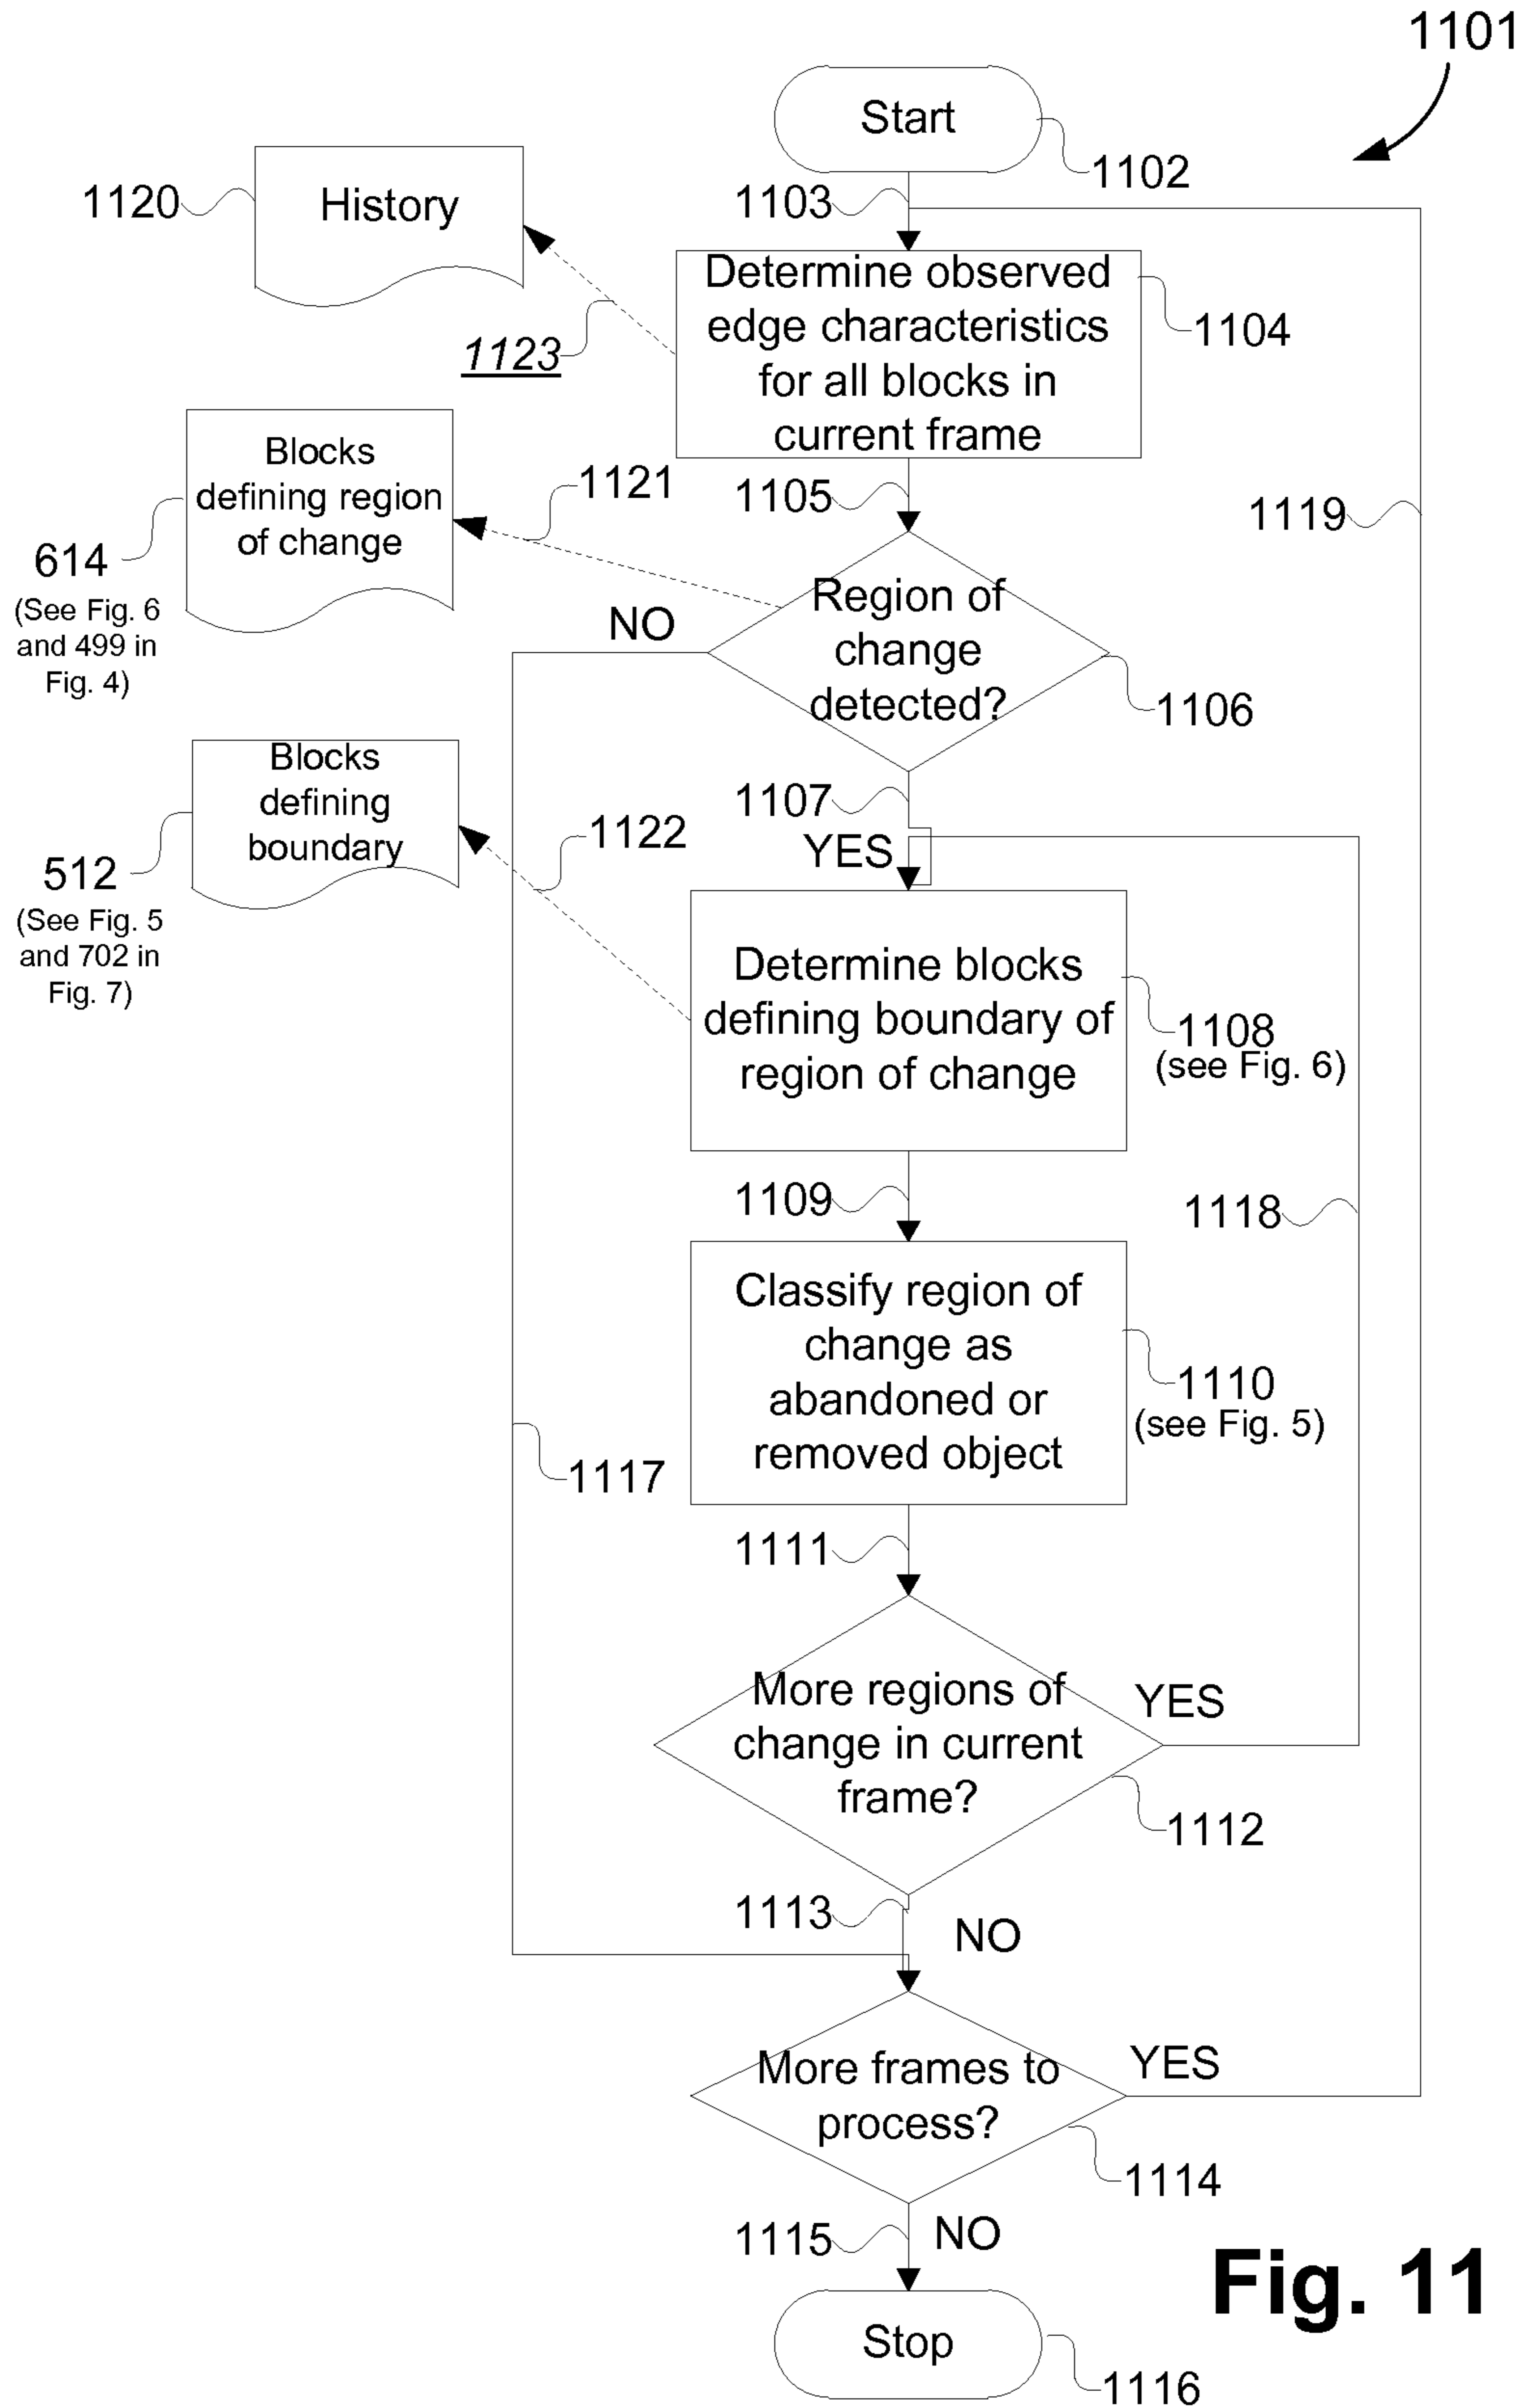 1101
Start
1102
1103
1120
History
Determine observed
edge characteristics
for all blocks in
current frame
1104
1123
Blocks
defining region
of change
1121
1105
1119
614
(See Fig. 6
and 499 in
Fig. 4)
NO
Region of
change
detected?
1106
Blocks
defining
boundary
1107
1122
YES
512
(See Fig. 5
and 702 in
Fig. 7)
Determine blocks
defining boundary of
region of change
1108
(see Fig. 6)
1109
1118
Classify region of
change as
abandoned or
removed object
1110
(see Fig. 5)
1117
1111
More regions of
change in current
frame?
YES
1112
1113
NO
More frames to
process?
YES
1114
1115
NO
Fig. 11
Stop
1116